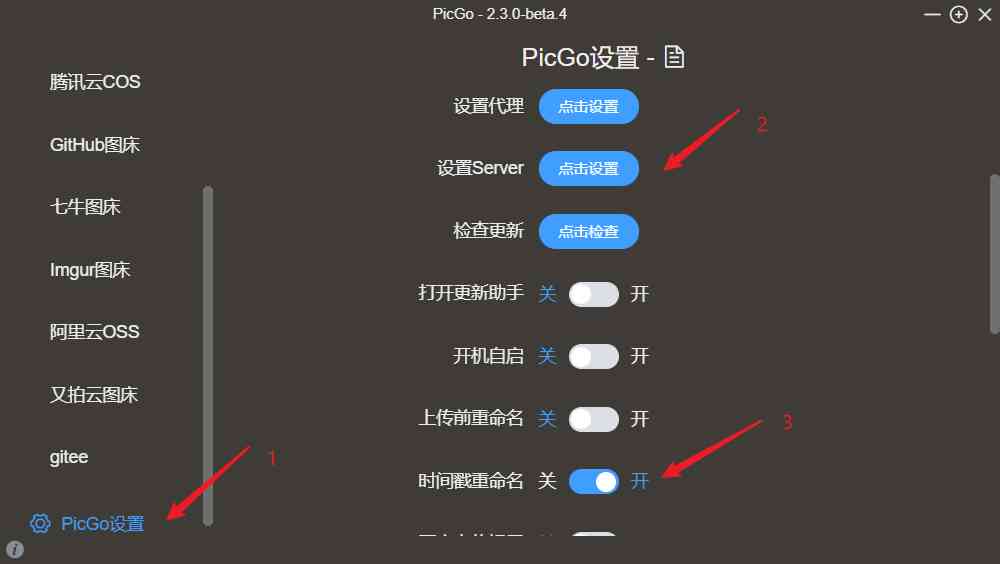 PicGo - 2.3.0-beta.4
腾讯云COS
GitHub图床
七牛图床
Imgur图床
阿里云OSS
又拍云图床
gitee
PicGo设置
1
PicGo设置 -
设置代理 点击设置
2
设置Server 点击设置
检查更新 点击检查
打开更新助手 关 开
开机自启 关 开
上传前重命名 关 开
3
时间戳重命名 关 开